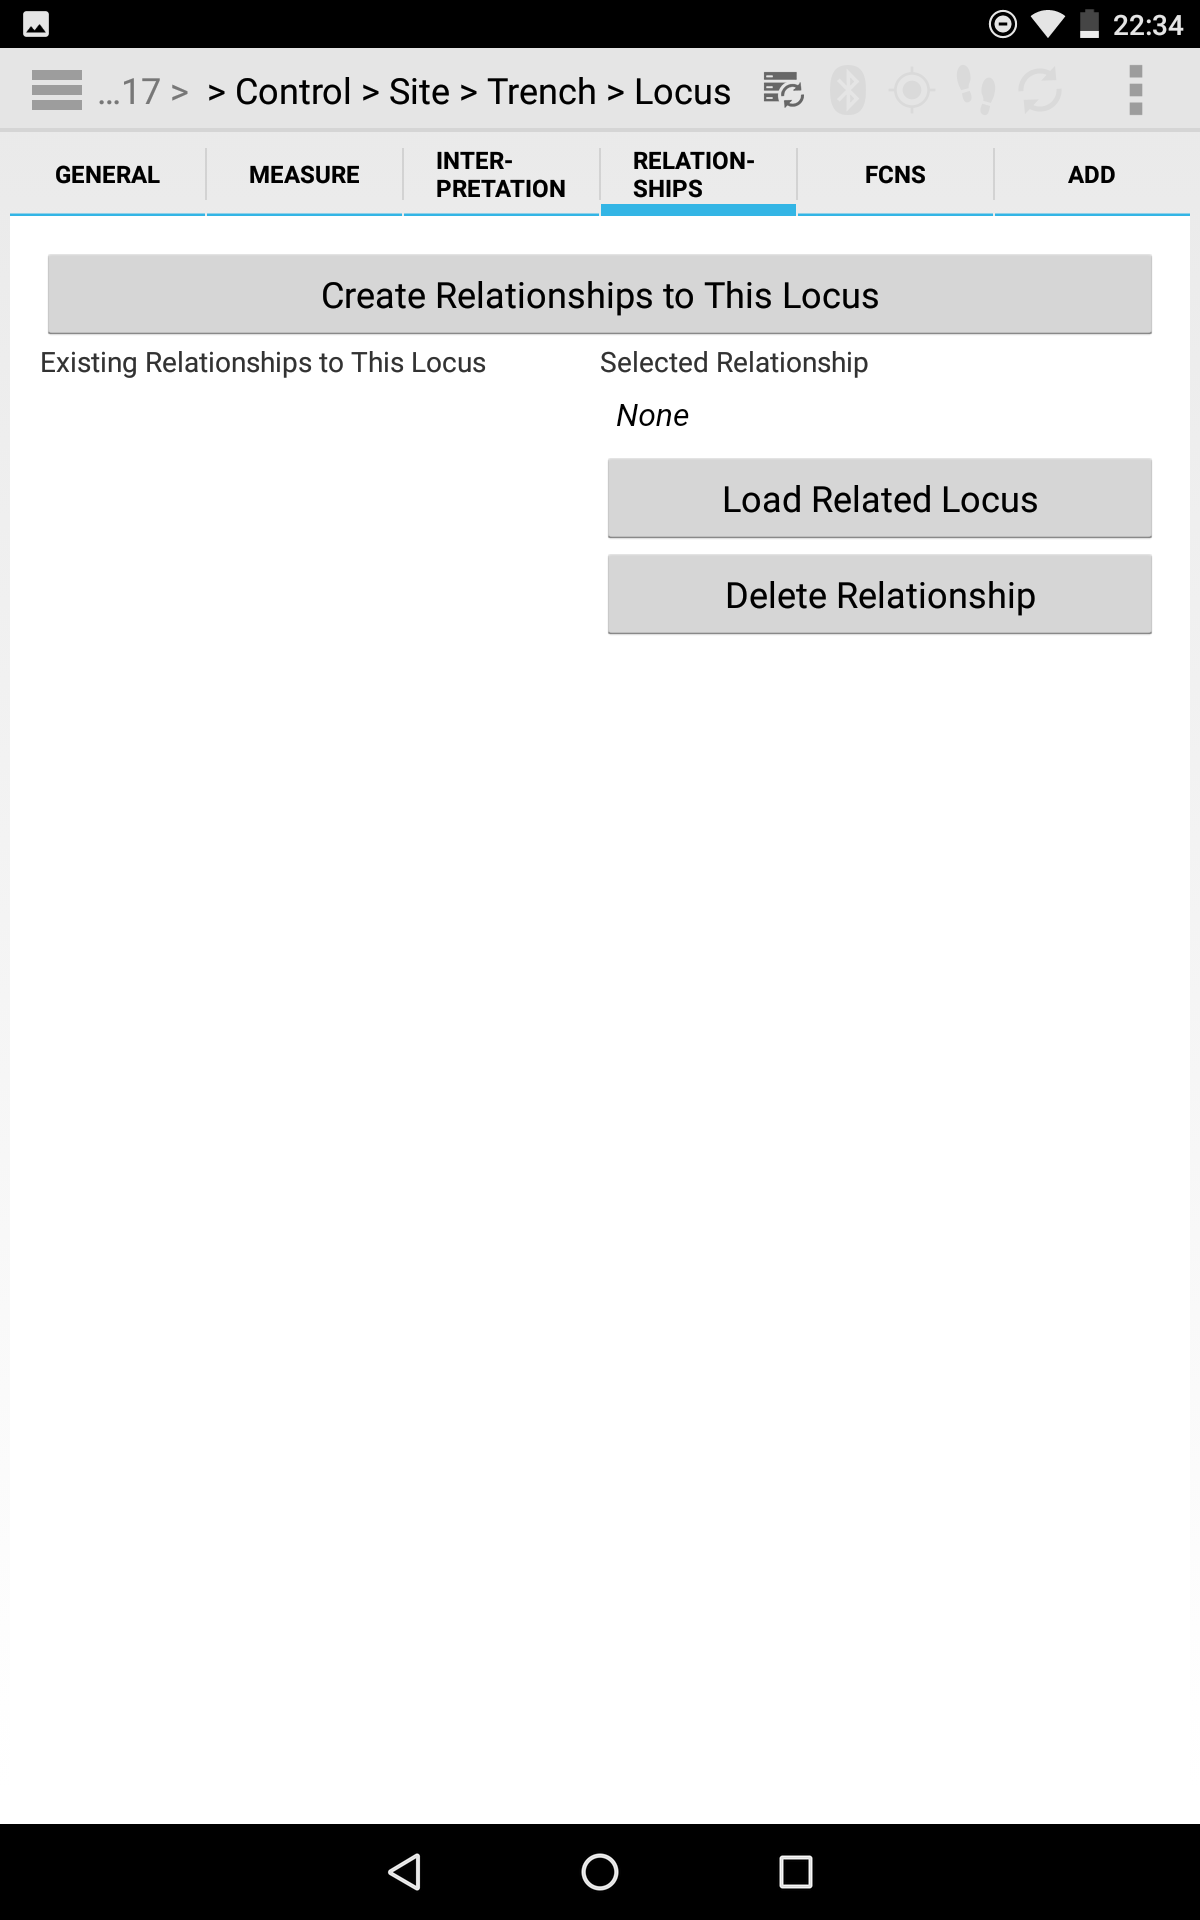 22:34
...17 > > Control > Site > Trench > Locus
GENERAL
MEASURE
INTER-
PRETATION
RELATION-
SHIPS
FCNS
ADD
Create Relationships to This Locus
Existing Relationships to This Locus
Selected Relationship
None
Load Related Locus
Delete Relationship